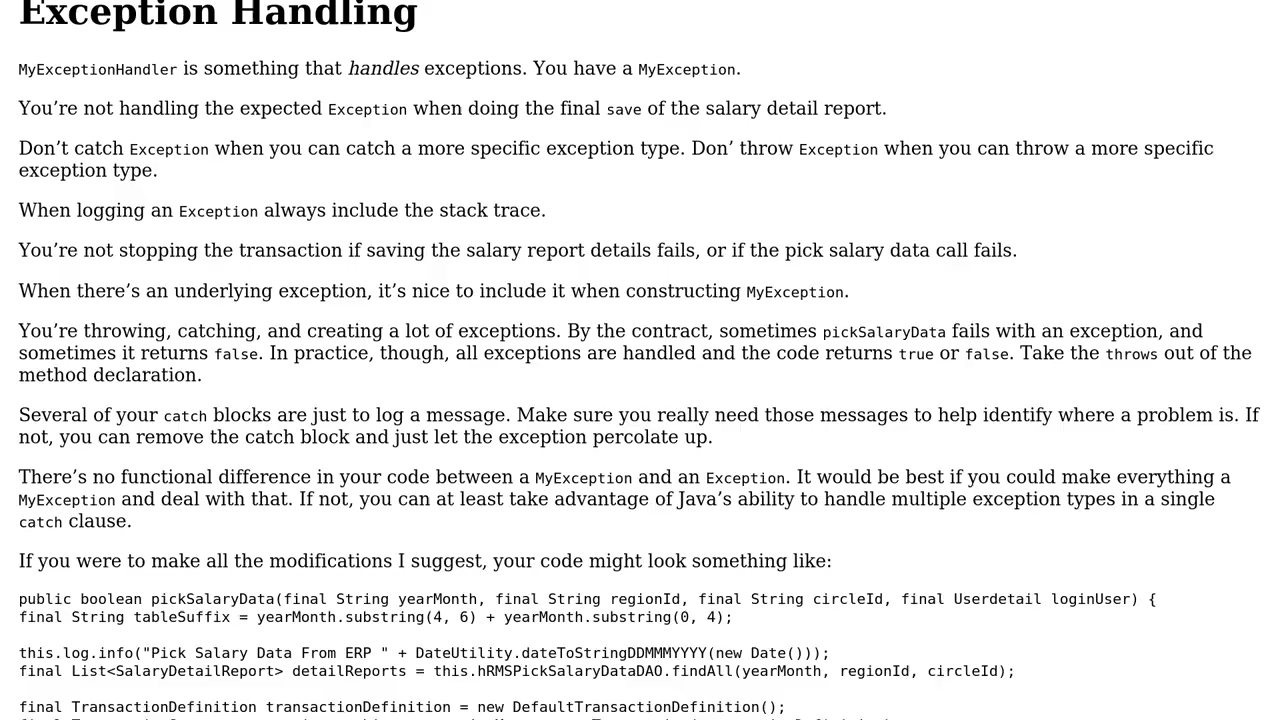 Exception Handling
MyExceptionHandler is something that handles exceptions. You have a MyException.
You’re not handling the expected Exception when doing the final save of the salary detail report.
Don’t catch Exception when you can catch a more specific exception type. Don’ throw Exception when you can throw a more specific
exception type.
When logging an Exception always include the stack trace.
You’re not stopping the transaction if saving the salary report details fails, or if the pick salary data call fails.
When there’s an underlying exception, it’s nice to include it when constructing MyException.
You’re throwing, catching, and creating a lot of exceptions. By the contract, sometimes pickSalaryData fails with an exception, and
sometimes it returns false. In practice, though, all exceptions are handled and the code returns true or false. Take the throws out of the
method declaration.
Several of your catch blocks are just to log a message. Make sure you really need those messages to help identify where a problem is. If
not, you can remove the catch block and just let the exception percolate up.
There’s no functional difference in your code between a MyException and an Exception. It would be best if you could make everything a
MyException and deal with that. If not, you can at least take advantage of Java’s ability to handle multiple exception types in a single
catch clause.
If you were to make all the modifications I suggest, your code might look something like:
public boolean pickSalaryData(final String yearMonth, final String regionId, final String circleId, final Userdetail loginUser) {
final String tableSuffix = yearMonth.substring(4, 6) + yearMonth.substring(0, 4);
this.log.info("Pick Salary Data From ERP " + DateUtility.dateToStringDDMMMYYYY(new Date()));
final List<SalaryDetailReport> detailReports = this.hRMSPickSalaryDataDAO.findAll(yearMonth, regionId, circleId);
final TransactionDefinition transactionDefinition = new DefaultTransactionDefinition();